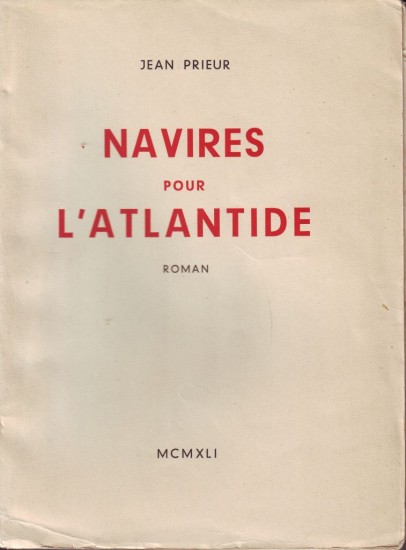 JEAN PRIEUR
NAVIRES
POUR
L'ATLANTIDE
ROMAN
MCMXLI